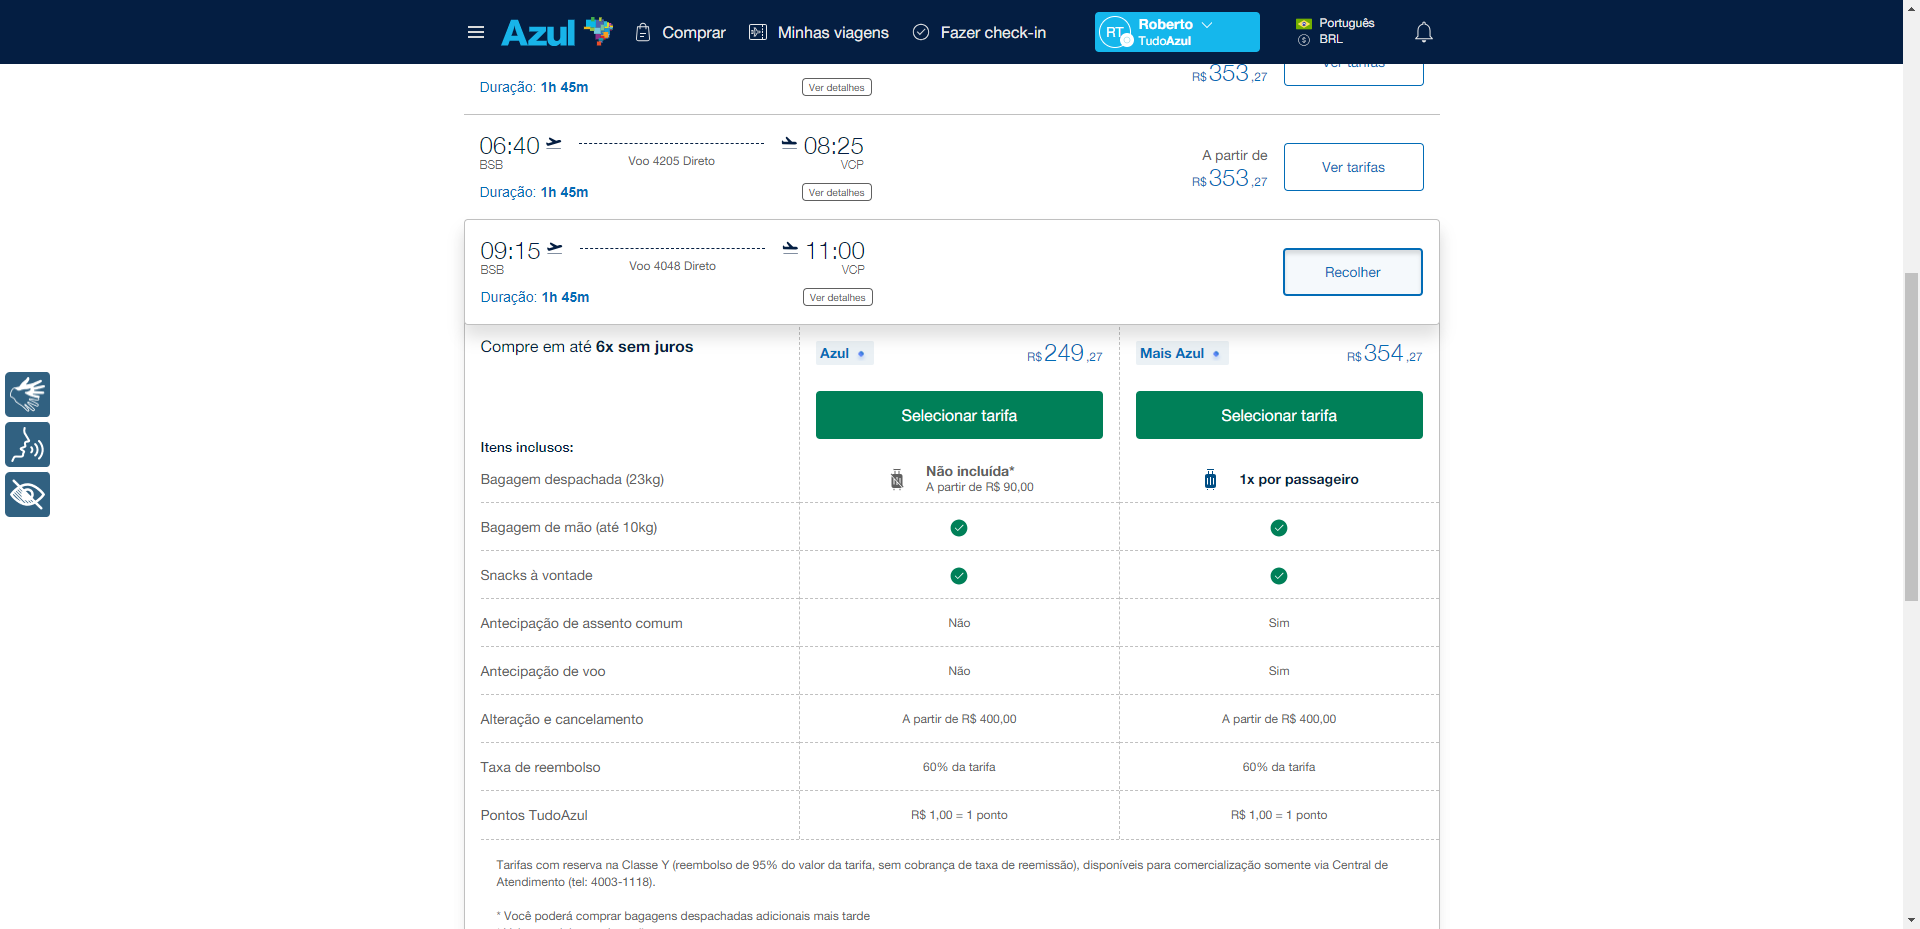 Azul
Comprar
Minhas viagens
Fazer check-in
RT
Roberto
TudoAzul
Português
BRL
Duração: 1h 45m
Ver detalhes
R$353,27
Ver tarifas
06:40
08:25
BSB
Voo 4205 Direto
VCP
Duração: 1h 45m
Ver detalhes
A partir de
R$353,27
Ver tarifas
09:15
11:00
BSB
Voo 4048 Direto
VCP
Duração: 1h 45m
Ver detalhes
Recolher
Compre em até 6x sem juros
Azul
R$249,27
Mais Azul
R$354,27
Selecionar tarifa
Selecionar tarifa
Itens inclusos:
Bagagem despachada (23kg)
Não incluída*
A partir de R$ 90,00
1x por passageiro
Bagagem de mão (até 10kg)
Snacks à vontade
Antecipação de assento comum
Não
Sim
Antecipação de voo
Não
Sim
Alteração e cancelamento
A partir de R$ 400,00
A partir de R$ 400,00
Taxa de reembolso
60% da tarifa
60% da tarifa
Pontos TudoAzul
R$ 1,00 = 1 ponto
R$ 1,00 = 1 ponto
Tarifas com reserva na Classe Y (reembolso de 95% do valor da tarifa, sem cobrança de taxa de reemissão), disponíveis para comercialização somente via Central de
Atendimento (tel: 4003-1118).
* Você poderá comprar bagagens despachadas adicionais mais tarde